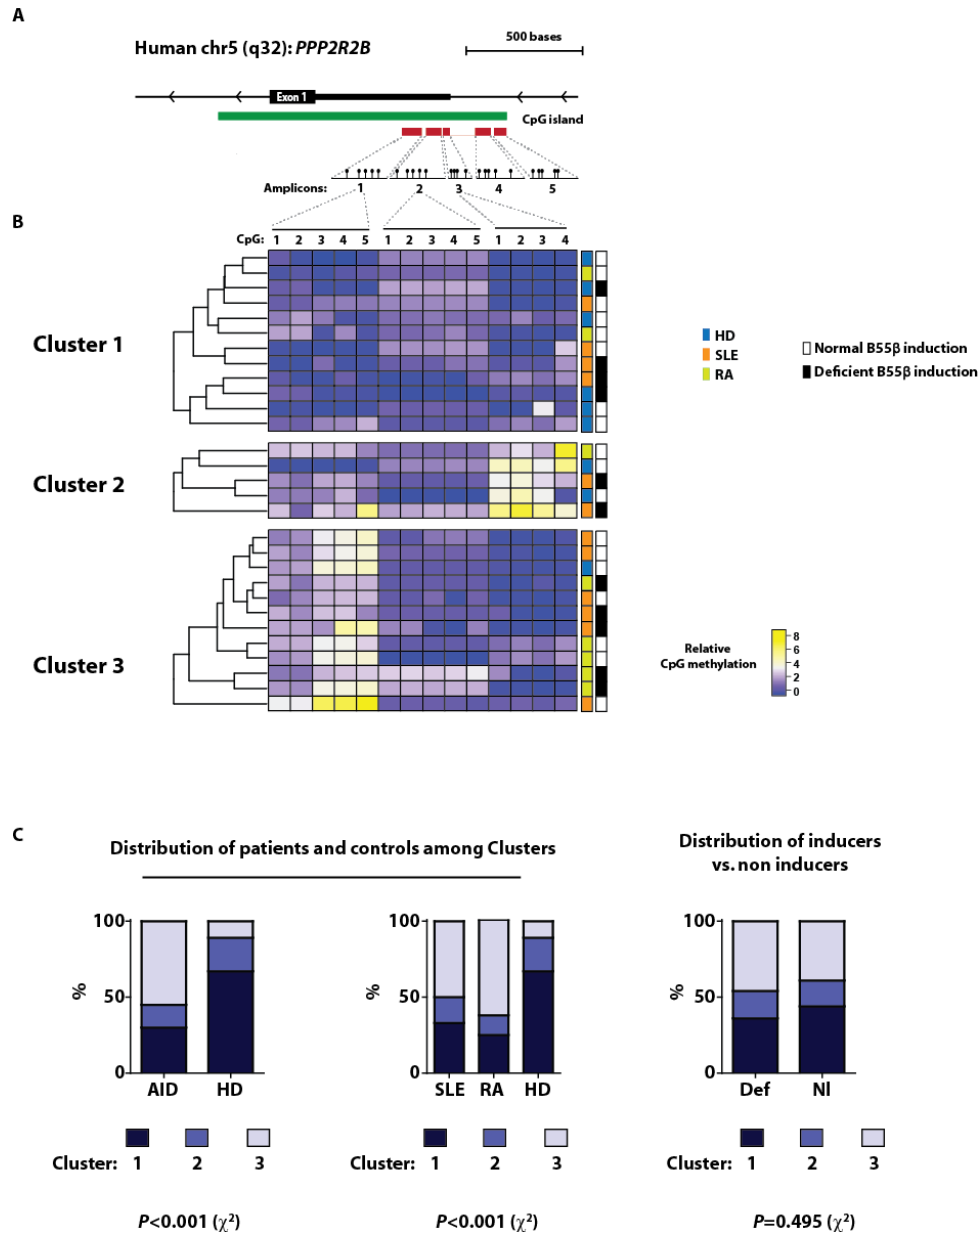 A
Human chr5 (q32): PPP2R2B
500 bases
Exon 1
CpG island
Amplicons: 1 2 3 4 5
B
CpG: 1 2 3 4 5 1 2 3 4 5 1 2 3 4
Cluster 1
HD
SLE
RA
Normal B55β induction
Deficient B55β induction
Cluster 2
Cluster 3
Relative
CpG methylation
8
6
4
2
0
C
Distribution of patients and controls among Clusters
Distribution of inducers
vs. non inducers
100
50
0
%
AID HD
Cluster: 1 2 3
P<0.001 (χ²)
100
50
0
%
SLE RA HD
Cluster: 1 2 3
P<0.001 (χ²)
100
50
0
%
Def NI
Cluster: 1 2 3
P=0.495 (χ²)